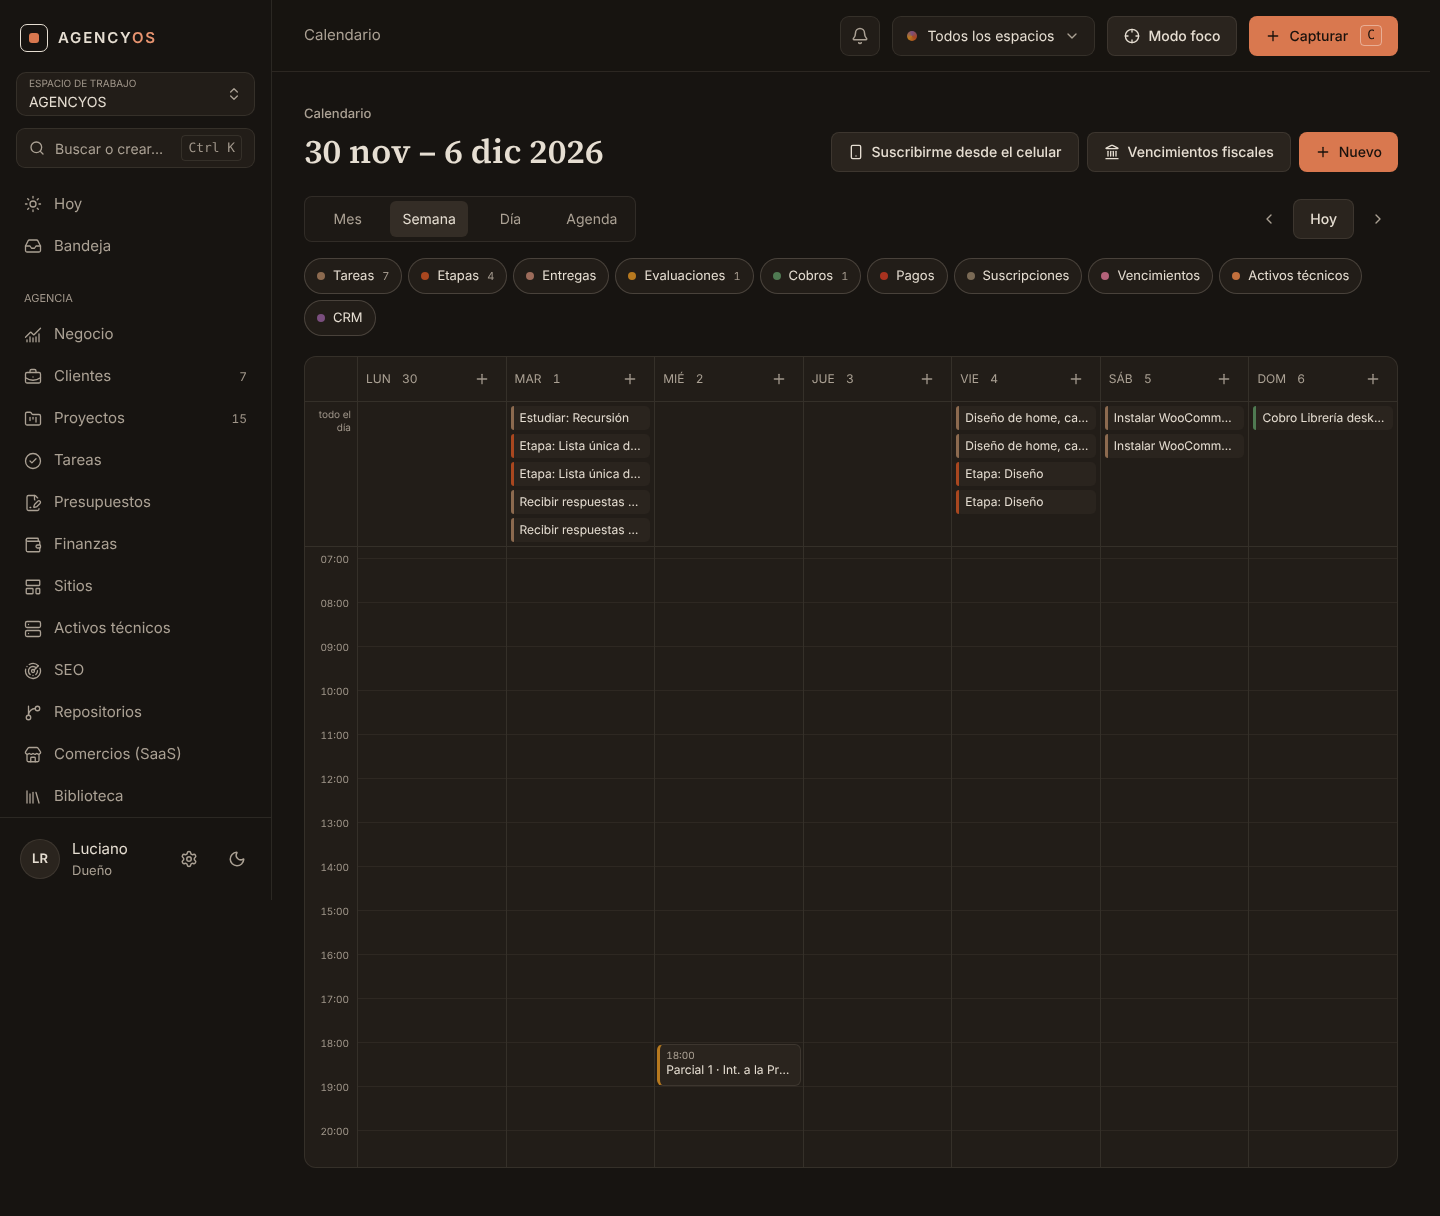 AGENCYOS
ESPACIO DE TRABAJO
AGENCYOS
Buscar o crear... Ctrl K
Hoy
Bandeja
AGENCIA
Negocio
Clientes 7
Proyectos 15
Tareas
Presupuestos
Finanzas
Sitios
Activos técnicos
SEO
Repositorios
Comercios (SaaS)
Biblioteca
LR
Luciano
Dueño
Calendario
Todos los espacios
Modo foco
Capturar C
Calendario
30 nov – 6 dic 2026
Suscribirme desde el celular
Vencimientos fiscales
Nuevo
Mes Semana Día Agenda
Hoy
Tareas 7
Etapas 4
Entregas
Evaluaciones 1
Cobros 1
Pagos
Suscripciones
Vencimientos
Activos técnicos
CRM
LUN 30
MAR 1
MIÉ 2
JUE 3
VIE 4
SÁB 5
DOM 6
todo el
día
Estudiar: Recursión
Etapa: Lista única d...
Etapa: Lista única d...
Recibir respuestas ...
Recibir respuestas ...
Diseño de home, ca...
Diseño de home, ca...
Etapa: Diseño
Etapa: Diseño
Instalar WooComm...
Instalar WooComm...
Cobro Librería desk...
07:00
08:00
09:00
10:00
11:00
12:00
13:00
14:00
15:00
16:00
17:00
18:00
18:00
Parcial 1 · Int. a la Pr...
19:00
20:00